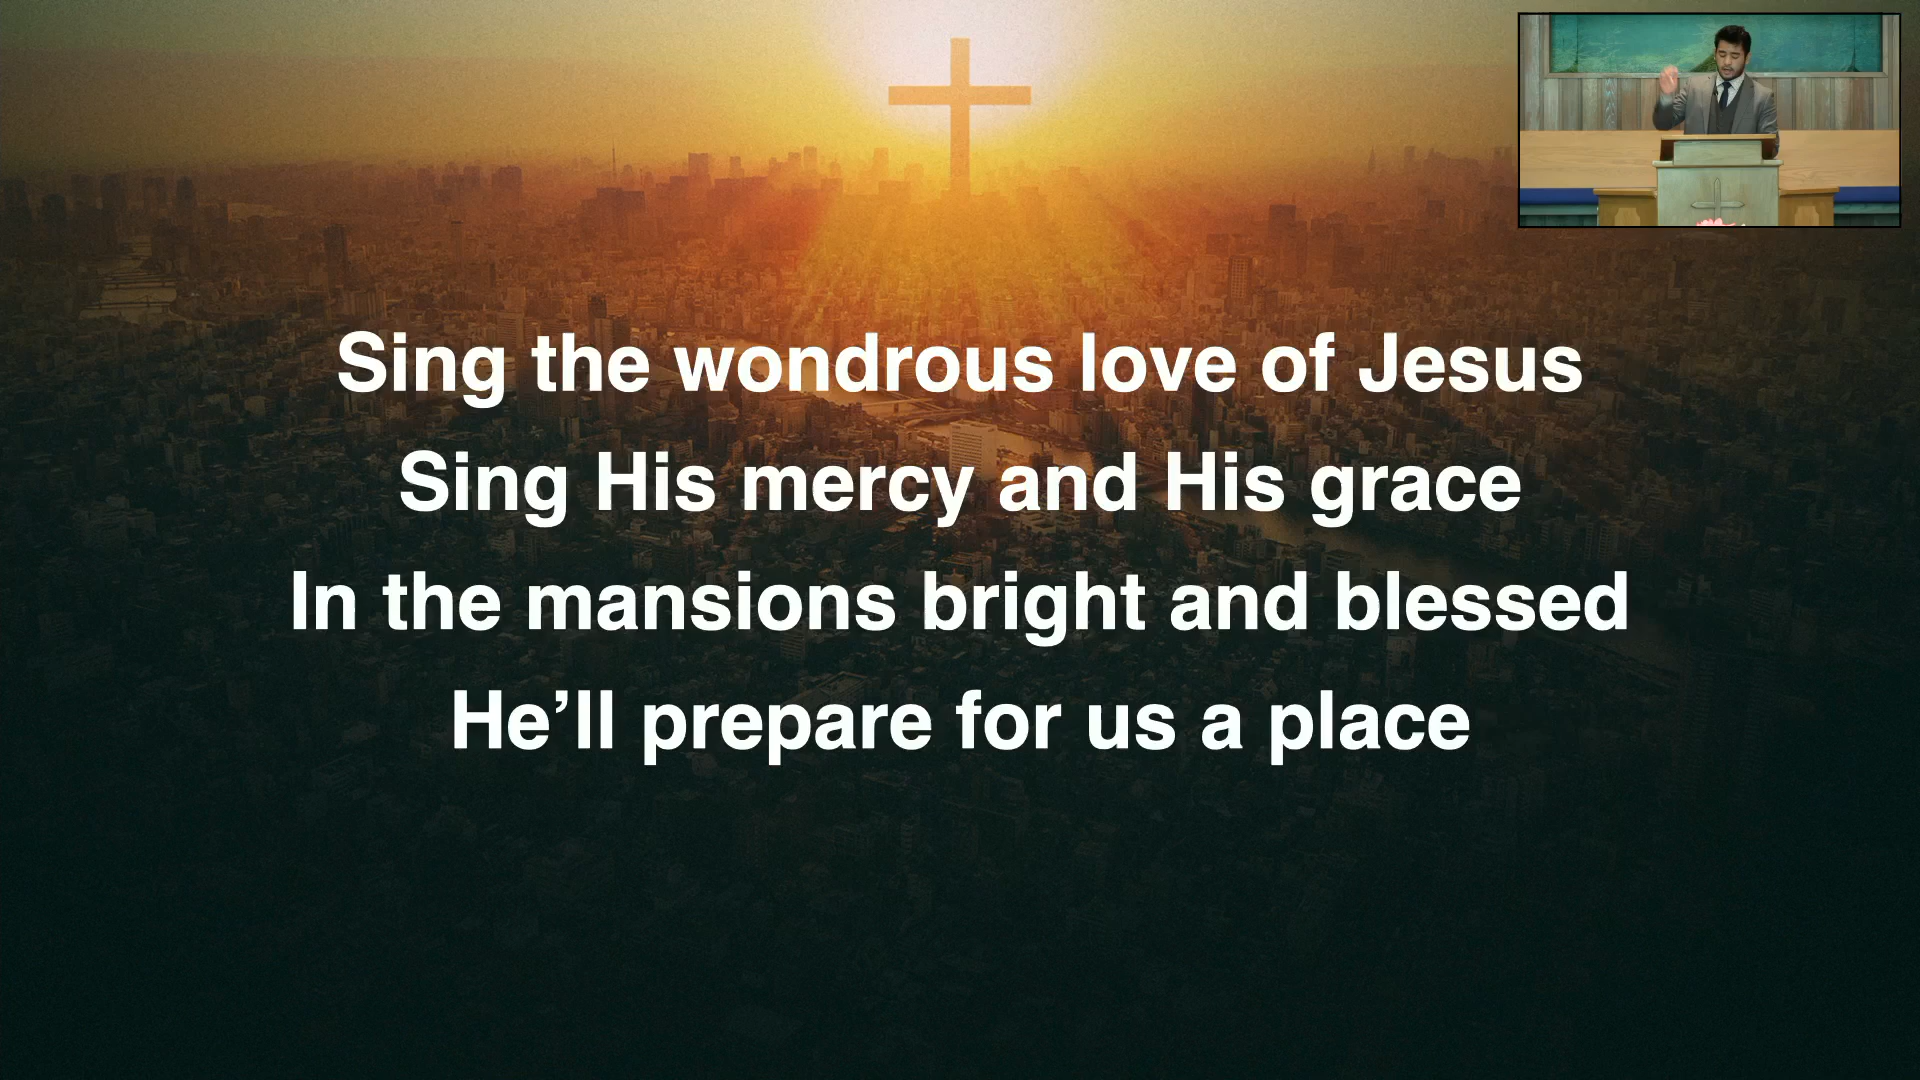 Sing the wondrous love of Jesus
Sing His mercy and His grace
In the mansions bright and blessed
He’ll prepare for us a place